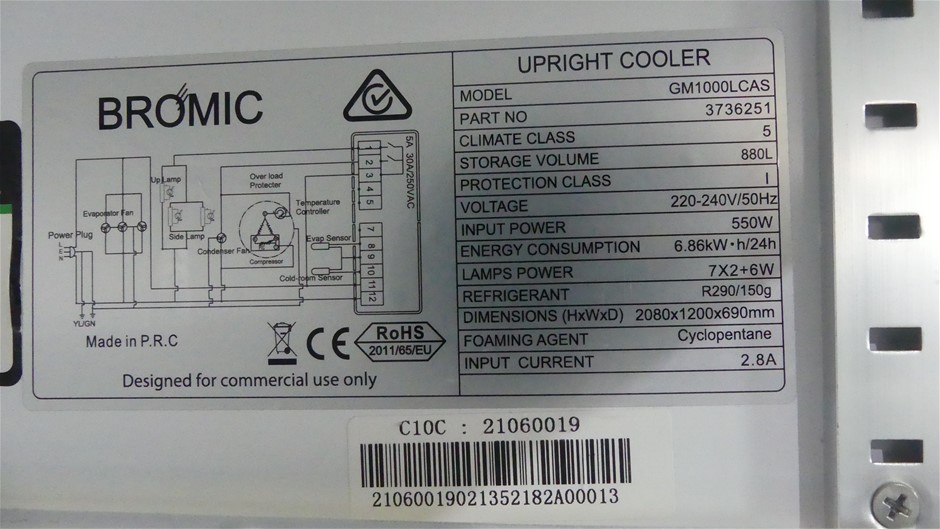 BROMIC
UPRIGHT COOLER
MODEL GM1000LCAS
PART NO 3736251
CLIMATE CLASS 5
STORAGE VOLUME 880L
PROTECTION CLASS I
VOLTAGE 220-240V/50Hz
INPUT POWER 550W
ENERGY CONSUMPTION 6.86kW·h/24h
LAMPS POWER 7X2+6W
REFRIGERANT R290/150g
DIMENSIONS (HxWxD) 2080x1200x690mm
FOAMING AGENT Cyclopentane
INPUT CURRENT 2.8A
5A 30A/250VAC
1
2
3
4
5
7
8
9
10
11
12
Up Lamp
Over load
Protecter
Temperature
Controller
Evaporator Fan
Side Lamp
Power Plug
L
E
N
Condenser Fan
Compressor
Evap Sensor
Cold-room Sensor
YL/GN
Made in P.R.C
CE
RoHS
2011/65/EU
Designed for commercial use only
C10C : 21060019
21060019021352182A00013